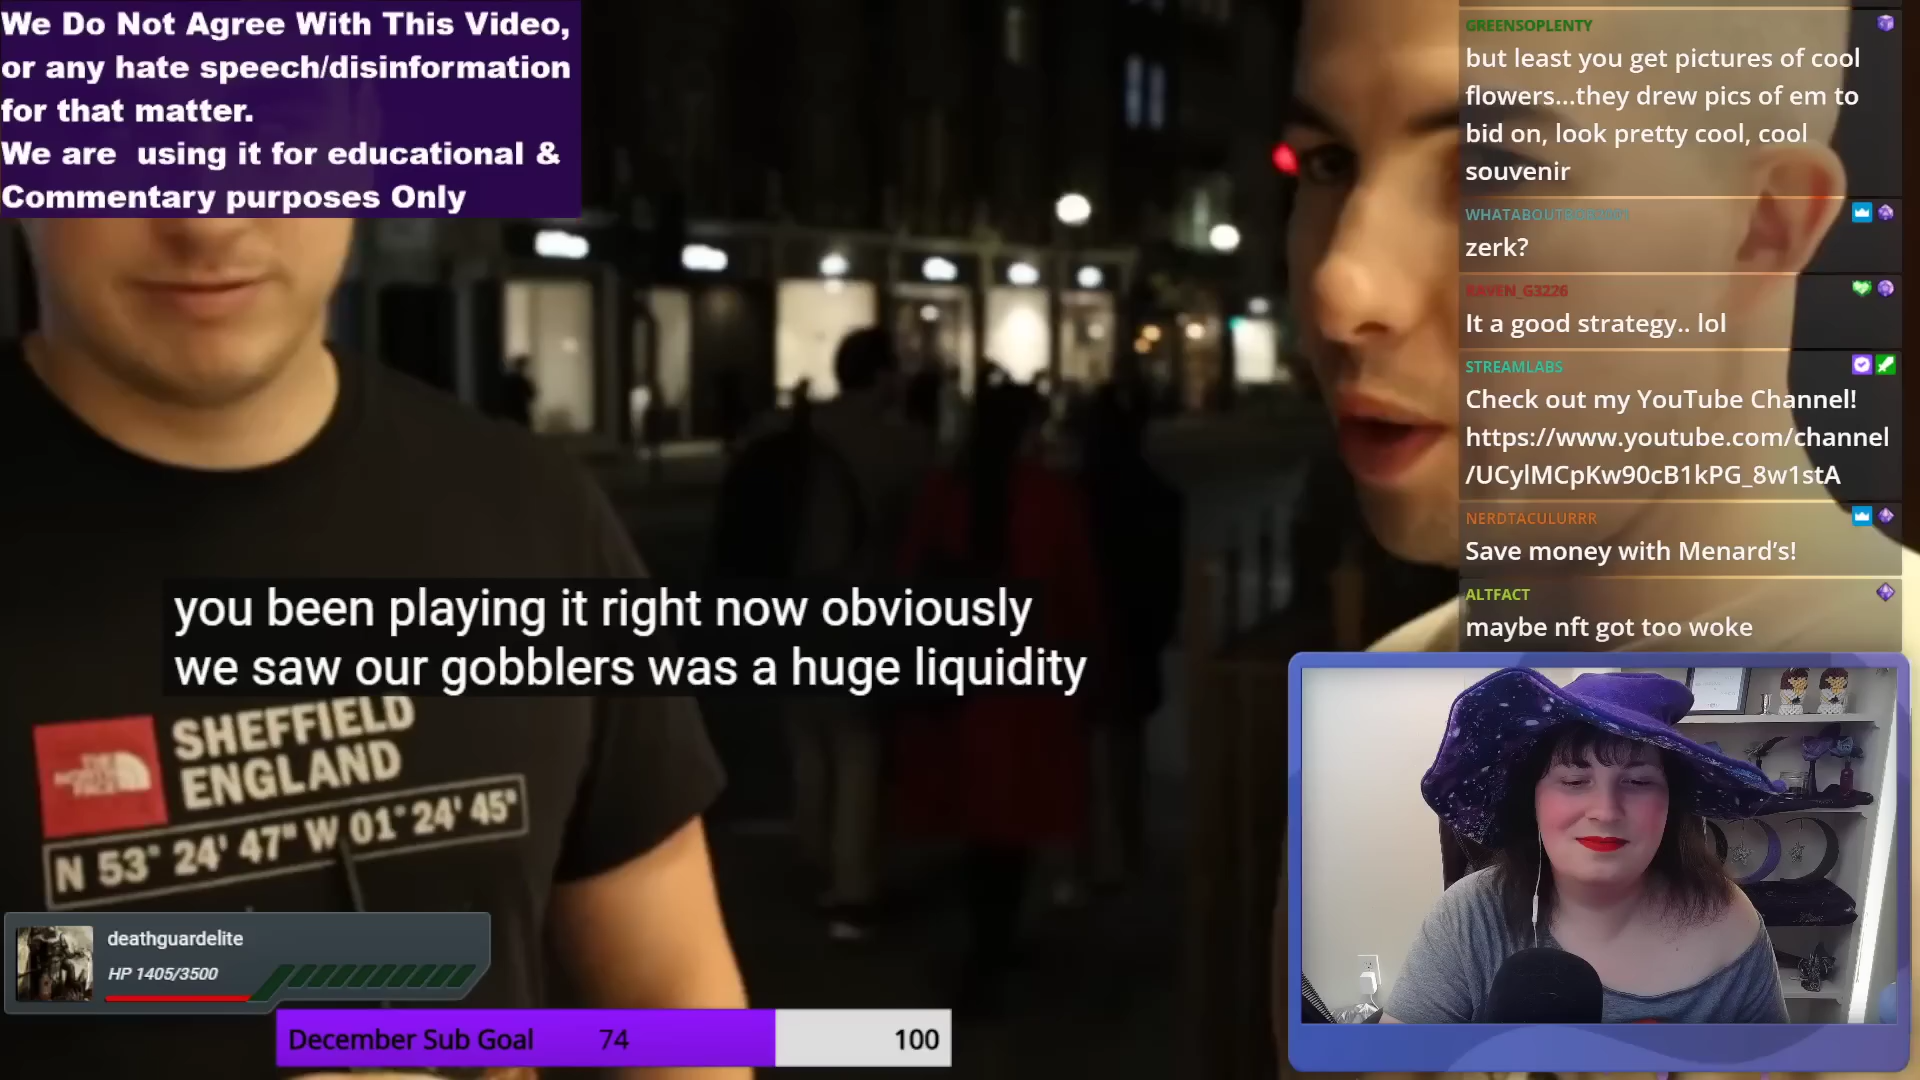 We Do Not Agree With This Video,
or any hate speech/disinformation
for that matter.
We are using it for educational &
Commentary purposes Only
you been playing it right now obviously
we saw our gobblers was a huge liquidity
THE NORTH FACE
SHEFFIELD
ENGLAND
N 53° 24' 47" W 01° 24' 45"
deathguardelite
HP 1405/3500
December Sub Goal 74 100
GREENSOPLENTY
but least you get pictures of cool
flowers...they drew pics of em to
bid on, look pretty cool, cool
souvenir
zerk?
RAVEN_G3226
It a good strategy.. lol
STREAMLABS
Check out my YouTube Channel!
https://www.youtube.com/channel
/UCylMCpKw90cB1kPG_8w1stA
NERDTACULURRR
Save money with Menard's!
ALTFACT
maybe nft got too woke